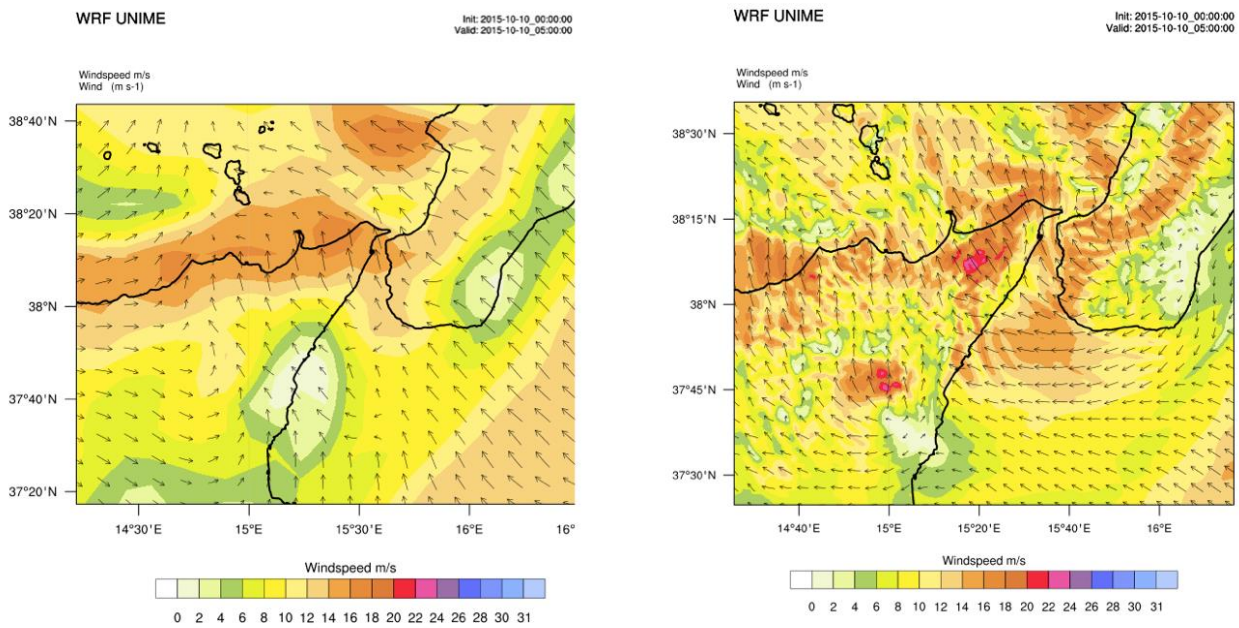 WRF UNIME
Init: 2015-10-10_00:00:00
Valid: 2015-10-10_05:00:00
Windspeed m/s
Wind (m s-1)
38°40'N
38°20'N
38°N
37°40'N
37°20'N
14°30'E 15°E 15°30'E 16°E 16°
Windspeed m/s
0 2 4 6 8 10 12 14 16 18 20 22 24 26 28 30 31
WRF UNIME
Init: 2015-10-10_00:00:00
Valid: 2015-10-10_05:00:00
Windspeed m/s
Wind (m s-1)
38°30'N
38°15'N
38°N
37°45'N
37°30'N
14°40'E 15°E 15°20'E 15°40'E 16°E
Windspeed m/s
0 2 4 6 8 10 12 14 16 18 20 22 24 26 28 30 31